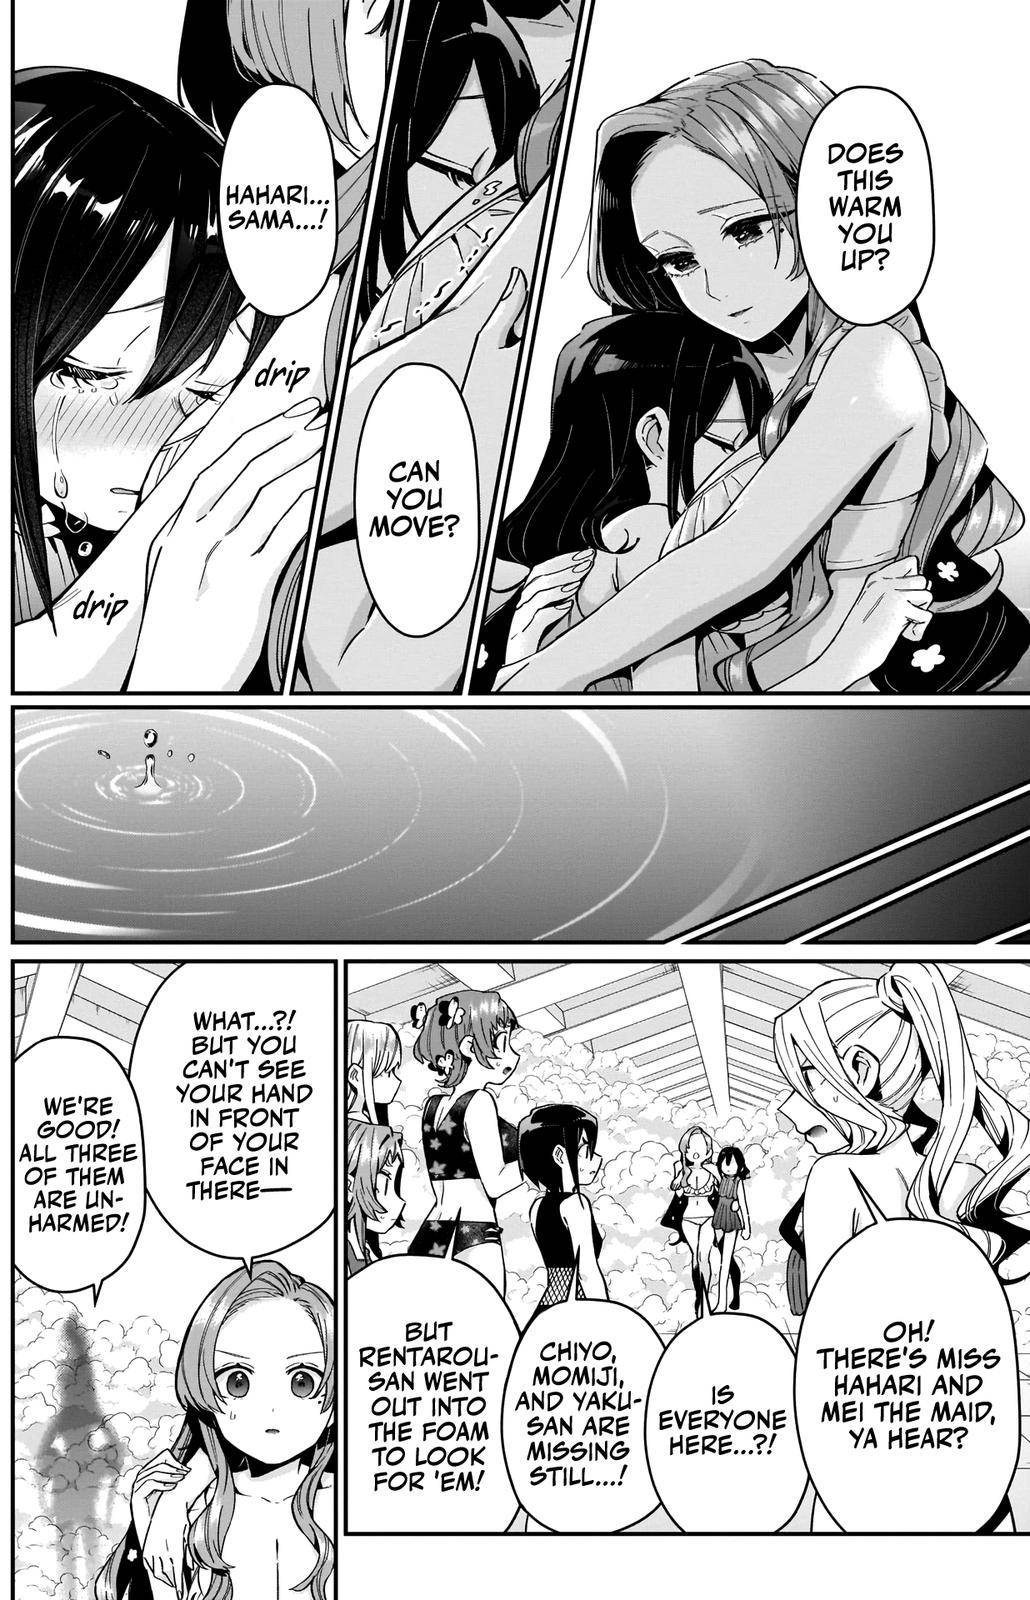 DOES
THIS
WARM
YOU
UP?
CAN
YOU
MOVE?
HAHARI...
SAMA...!
drip
drip
OH!
THERE'S MISS
HAHARI AND
MEI THE MAID,
YA HEAR?
IS
EVERYONE
HERE...?!
CHIYO,
MOMIJI,
AND YAKU-
SAN ARE
MISSING
STILL...!
BUT
RENTAROU-
SAN WENT
OUT INTO
THE FOAM
TO LOOK
FOR 'EM!
WHAT...?!
BUT YOU
CAN'T SEE
YOUR HAND
IN FRONT
OF YOUR
FACE IN
THERE—
WE'RE
GOOD!
ALL THREE
OF THEM
ARE UN-
HARMED!